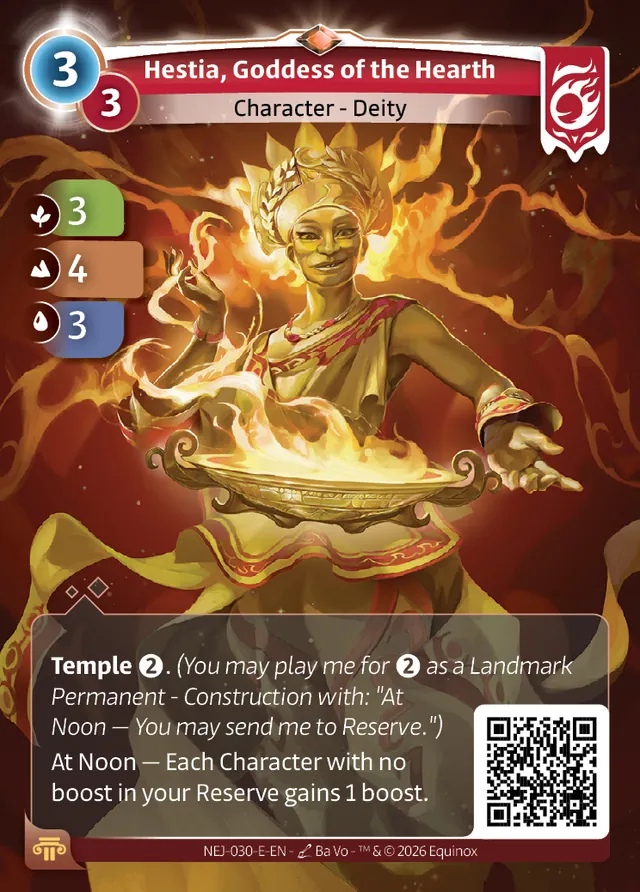 3
Hestia, Goddess of the Hearth
3
Character - Deity
3
4
3
Temple ❷. (You may play me for ❷ as a Landmark
Permanent - Construction with: "At
Noon — You may send me to Reserve.")
At Noon — Each Character with no
boost in your Reserve gains 1 boost.
NEJ-030-E-EN - Ba Vo - ™ & © 2026 Equinox